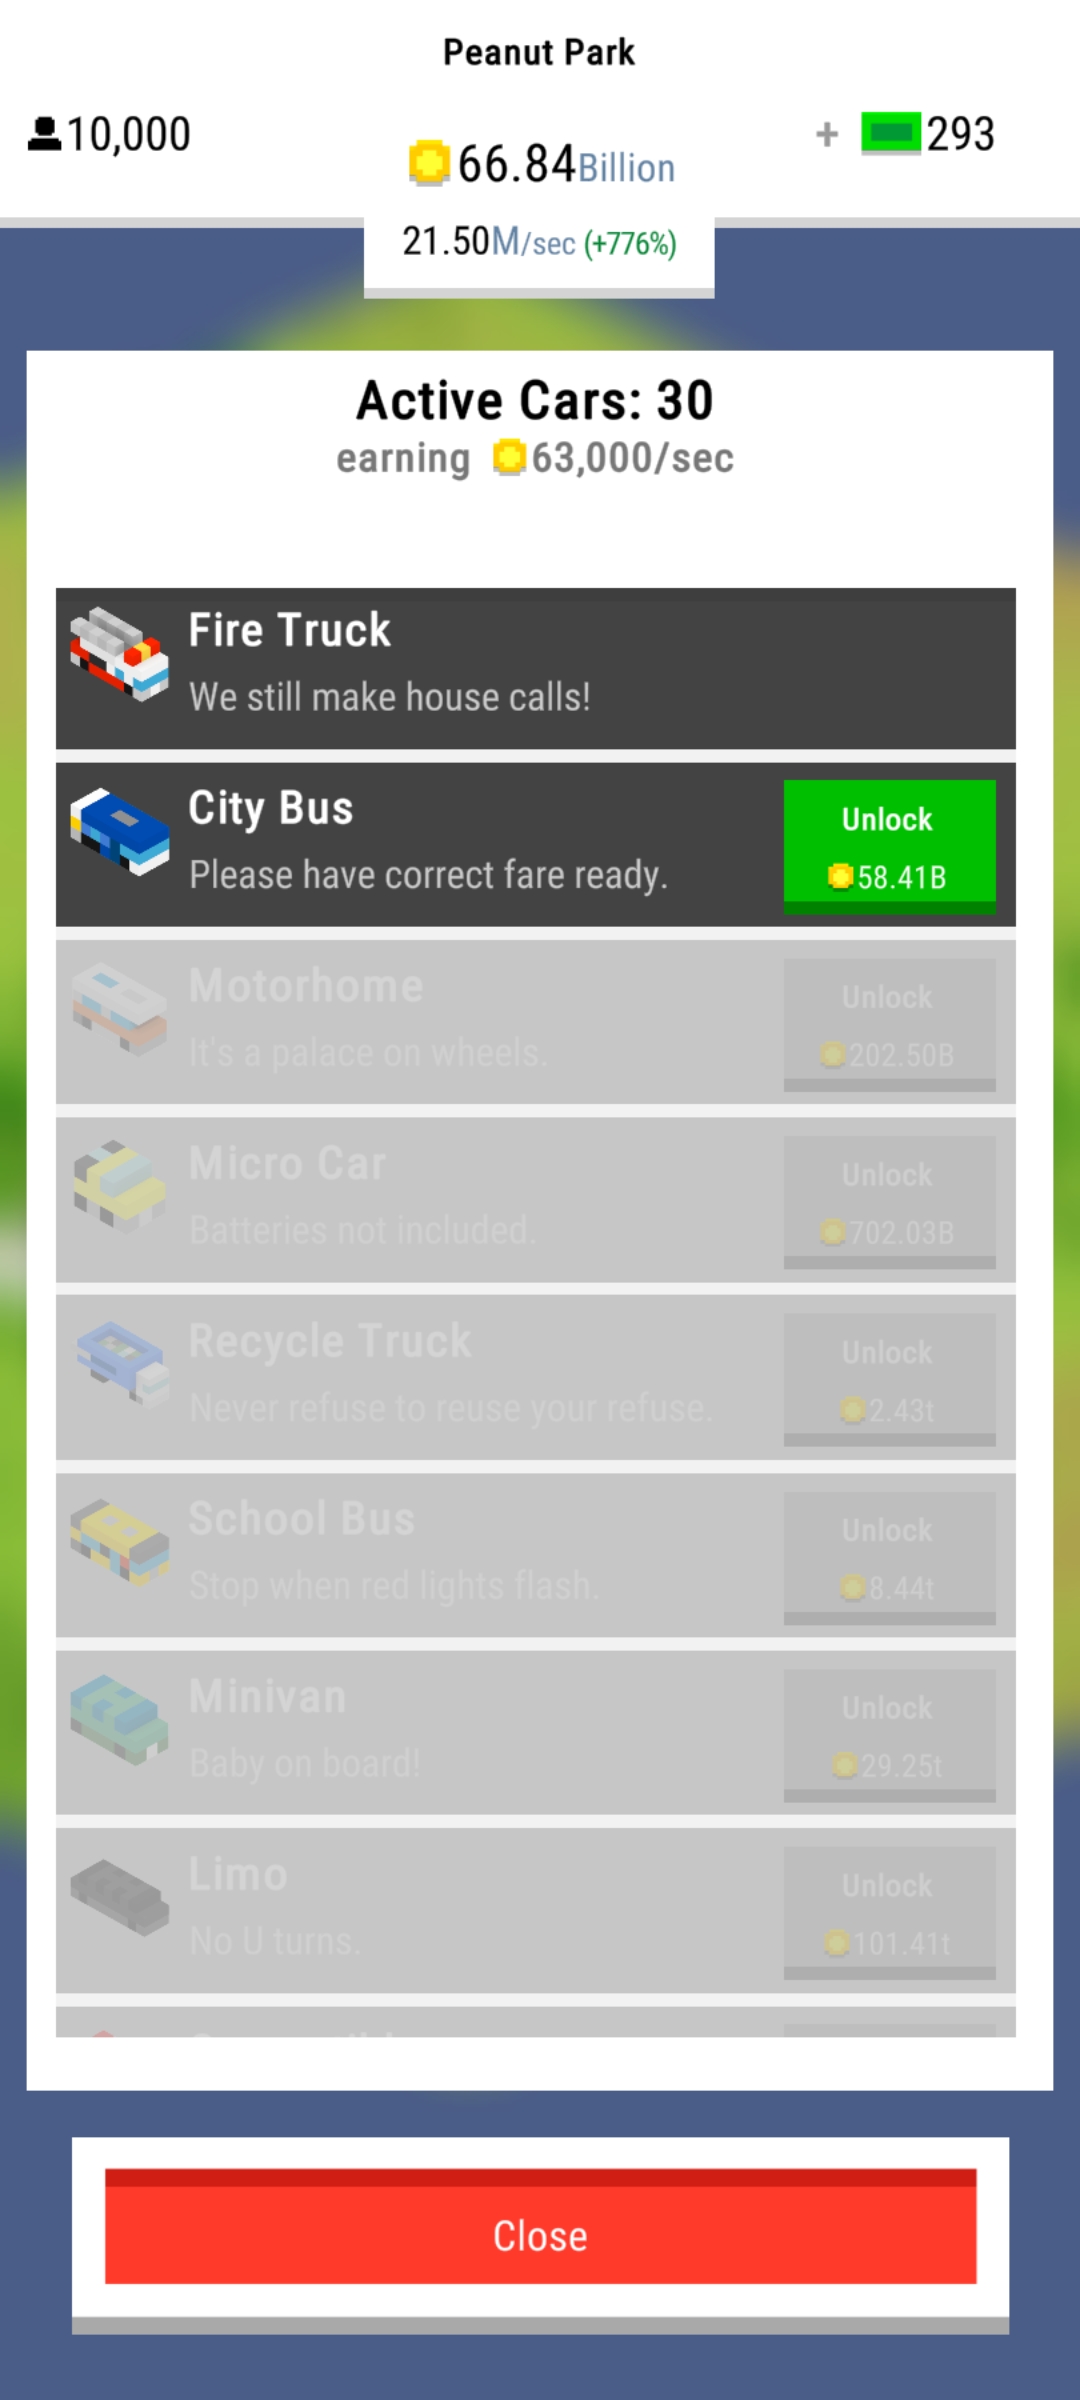 Peanut Park
10,000
66.84Billion
+ 293
21.50M/sec (+776%)
Active Cars: 30
earning 63,000/sec
Fire Truck
We still make house calls!
City Bus
Please have correct fare ready.
Unlock
58.41B
Motorhome
It's a palace on wheels.
Unlock
202.50B
Micro Car
Batteries not included.
Unlock
702.03B
Recycle Truck
Never refuse to reuse your refuse.
Unlock
2.43t
School Bus
Stop when red lights flash.
Unlock
8.44t
Minivan
Baby on board!
Unlock
29.25t
Limo
No U turns.
Unlock
101.41t
Close